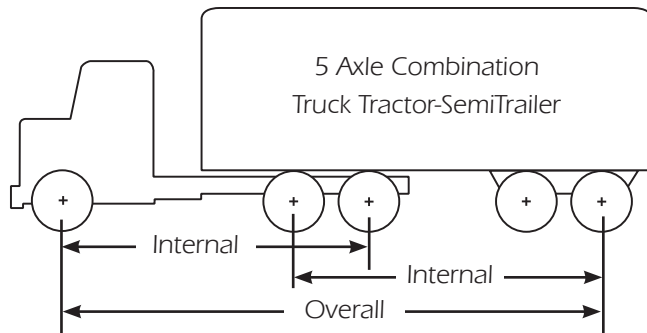 5 Axle Combination
Truck Tractor-SemiTrailer
Internal
Internal
Overall